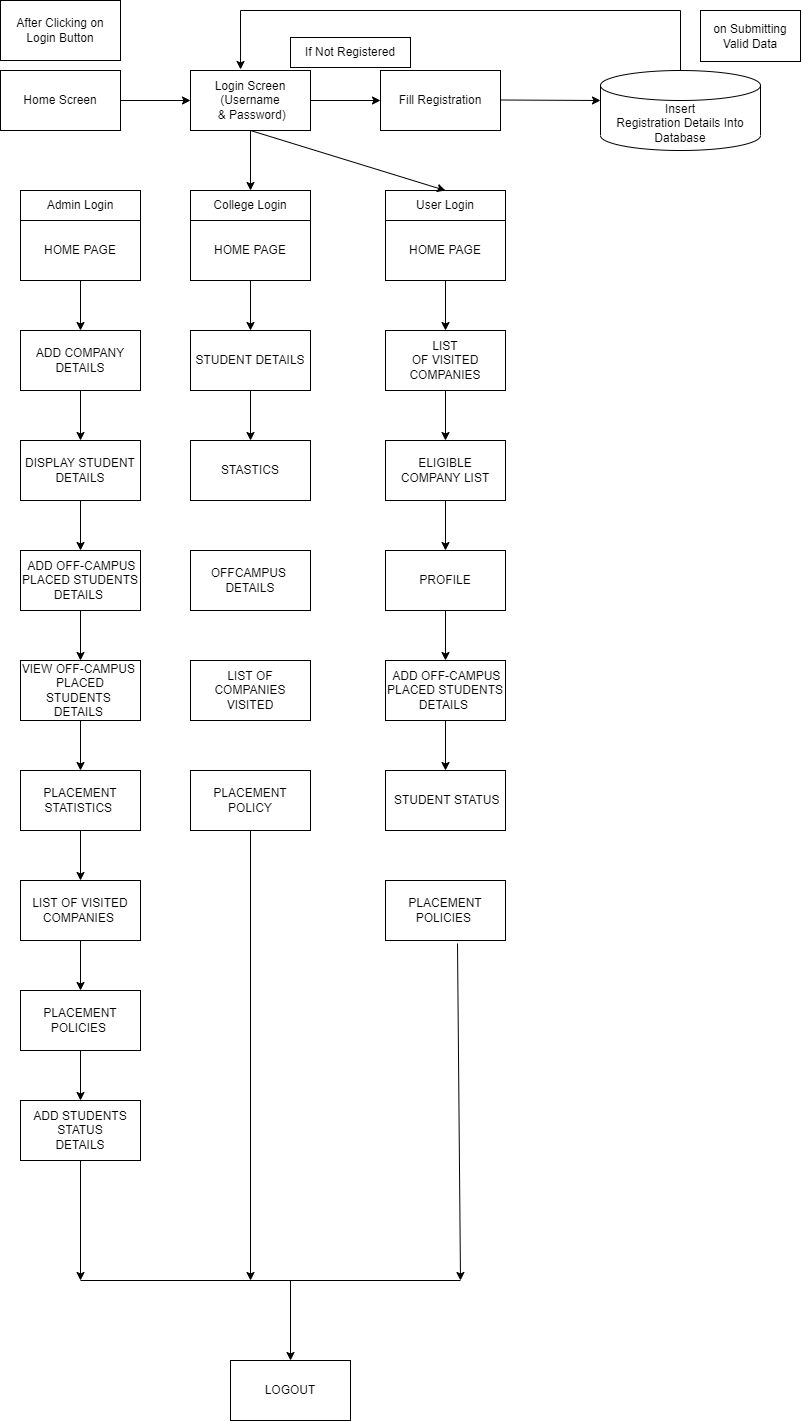 After Clicking on
Login Button
If Not Registered
on Submitting
Valid Data
Home Screen
Login Screen
(Username
& Password)
Fill Registration
Insert
Registration Details Into
Database
Admin Login
HOME PAGE
ADD COMPANY
DETAILS
DISPLAY STUDENT
DETAILS
ADD OFF-CAMPUS
PLACED STUDENTS
DETAILS
VIEW OFF-CAMPUS
PLACED
STUDENTS
DETAILS
PLACEMENT
STATISTICS
LIST OF VISITED
COMPANIES
PLACEMENT
POLICIES
ADD STUDENTS
STATUS
DETAILS
College Login
HOME PAGE
STUDENT DETAILS
STASTICS
OFFCAMPUS
DETAILS
LIST OF
COMPANIES
VISITED
PLACEMENT
POLICY
User Login
HOME PAGE
LIST
OF VISITED
COMPANIES
ELIGIBLE
COMPANY LIST
PROFILE
ADD OFF-CAMPUS
PLACED STUDENTS
DETAILS
STUDENT STATUS
PLACEMENT
POLICIES
LOGOUT